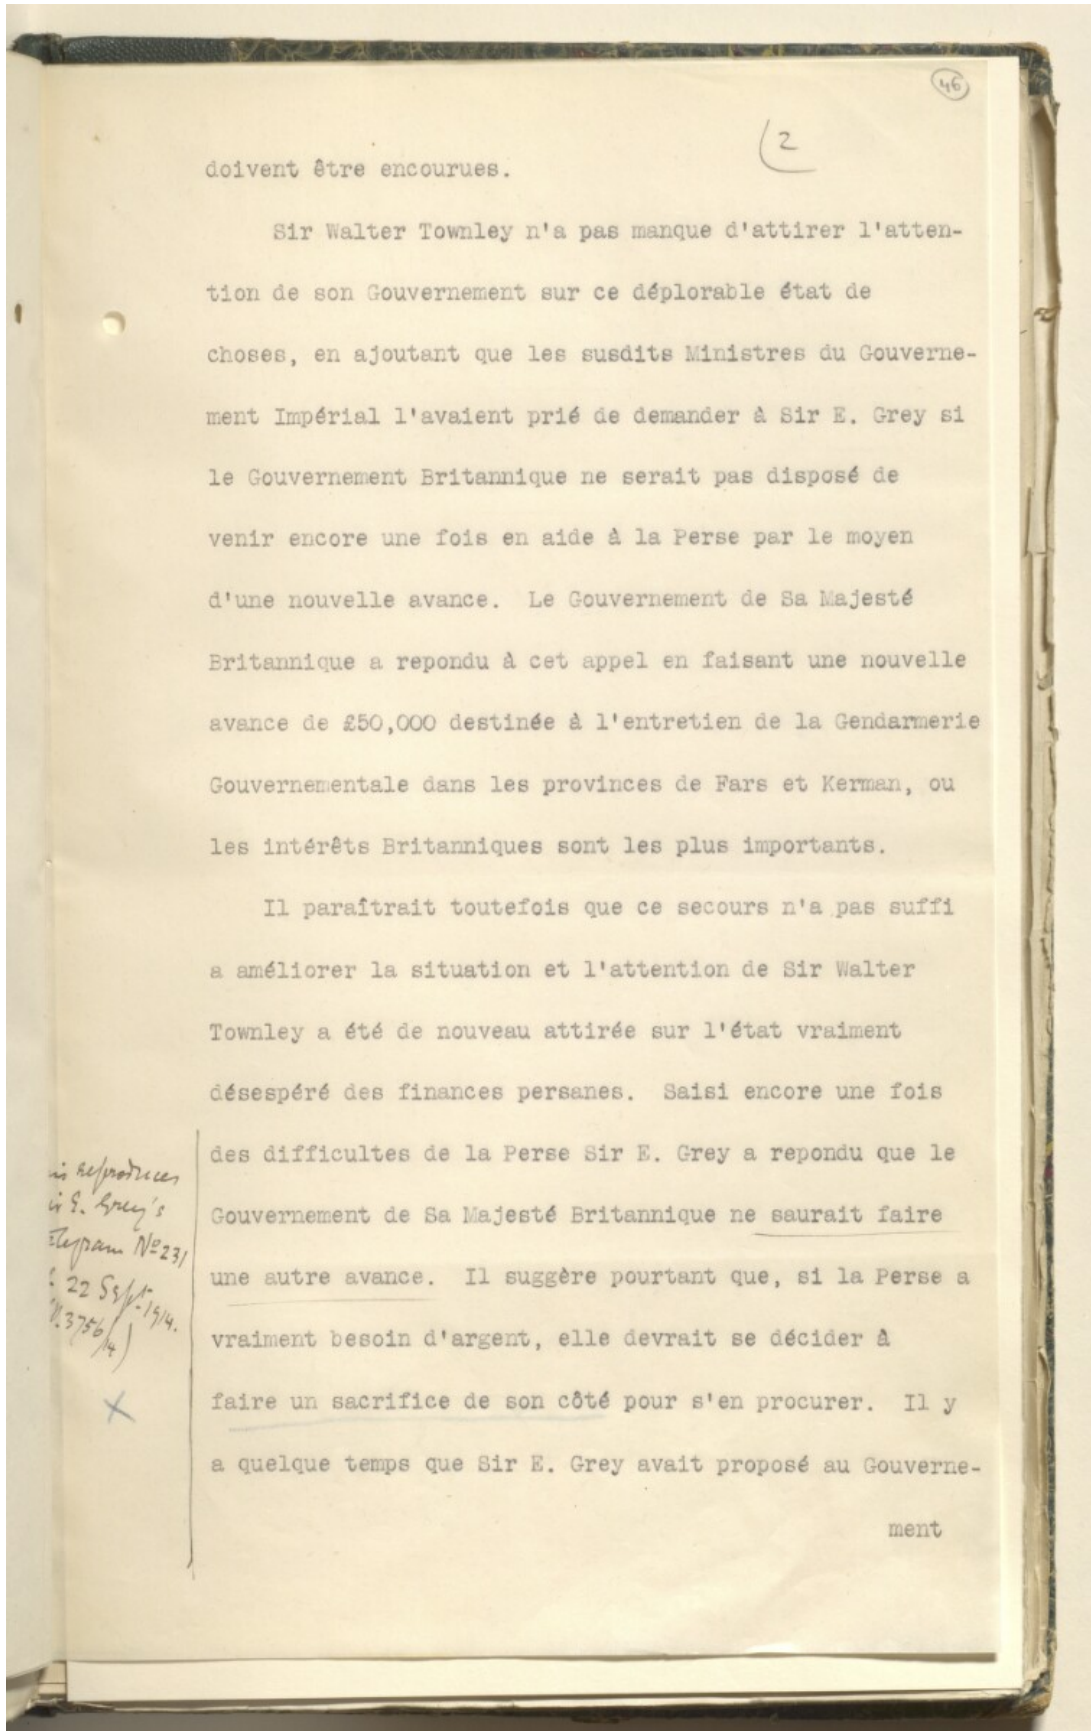 46
2
doivent être encourues.
Sir Walter Townley n'a pas manque d'attirer l'atten-
tion de son Gouvernement sur ce déplorable état de
choses, en ajoutant que les susdits Ministres du Gouverne-
ment Impérial l'avaient prié de demander à Sir E. Grey si
le Gouvernement Britannique ne serait pas disposé de
venir encore une fois en aide à la Perse par le moyen
d'une nouvelle avance. Le Gouvernement de Sa Majesté
Britannique a repondu à cet appel en faisant une nouvelle
avance de £50,000 destinée à l'entretien de la Gendarmerie
Gouvernementale dans les provinces de Fars et Kerman, ou
les intérêts Britanniques sont les plus importants.
Il paraîtrait toutefois que ce secours n'a pas suffi
a améliorer la situation et l'attention de Sir Walter
Townley a été de nouveau attirée sur l'état vraiment
désespéré des finances persanes. Saisi encore une fois
des difficultes de la Perse Sir E. Grey a repondu que le
Gouvernement de Sa Majesté Britannique ne saurait faire
une autre avance. Il suggère pourtant que, si la Perse a
vraiment besoin d'argent, elle devrait se décider à
faire un sacrifice de son côté pour s'en procurer. Il y
a quelque temps que Sir E. Grey avait proposé au Gouverne-
ment
reproduces
E. Grey's
No 231
22 Sept. 1914.
3756/14)
X